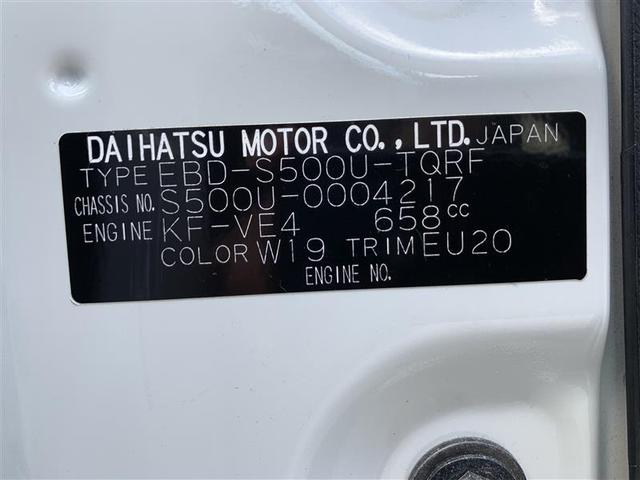 DAIHATSU MOTOR CO., LTD. JAPAN
TYPE EBD-S500U-TQRF
CHASSIS NO. S500U-0004217
ENGINE KF-VE4 658cc
COLOR W19 TRIM EU20
ENGINE NO.